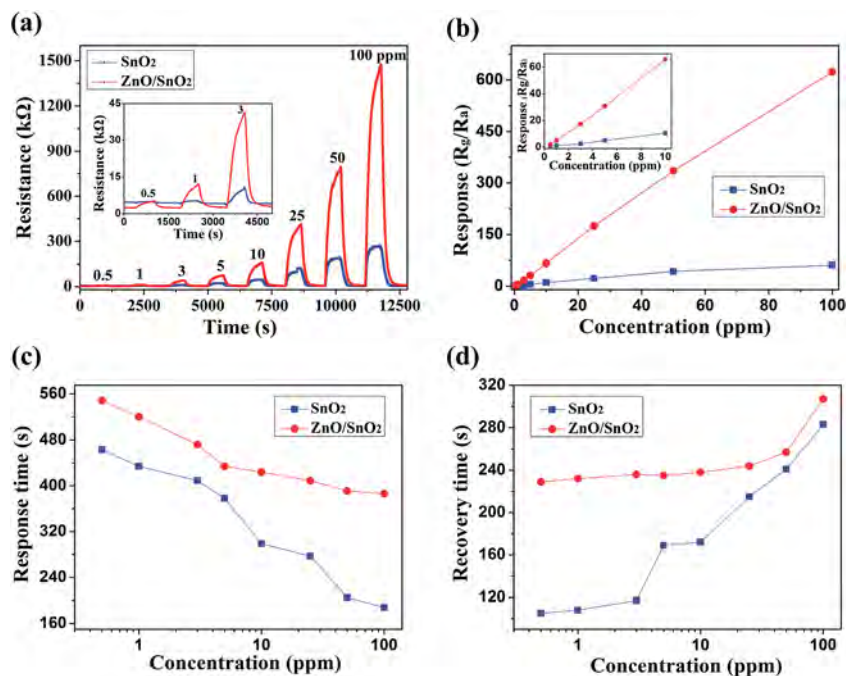 (a)
SnO2
ZnO/SnO2
100 ppm
1500
1200
900
600
300
0
Resistance (kΩ)
0.5
1
3
5
10
25
50
0
2500
5000
7500
10000
12500
Time (s)
45
30
15
0
Resistance (kΩ)
0.5
1
3
0
1500
3000
4500
Time (s)
(b)
600
450
300
150
0
Response (Rg/Ra)
0
20
40
60
80
100
Concentration (ppm)
SnO2
ZnO/SnO2
60
40
20
0
Response (Rg/Ra)
0
2
4
6
8
10
Concentration (ppm)
(c)
560
480
400
320
240
160
Response time (s)
SnO2
ZnO/SnO2
1
10
100
Concentration (ppm)
(d)
320
280
240
200
160
120
Recovery time (s)
SnO2
ZnO/SnO2
1
10
100
Concentration (ppm)